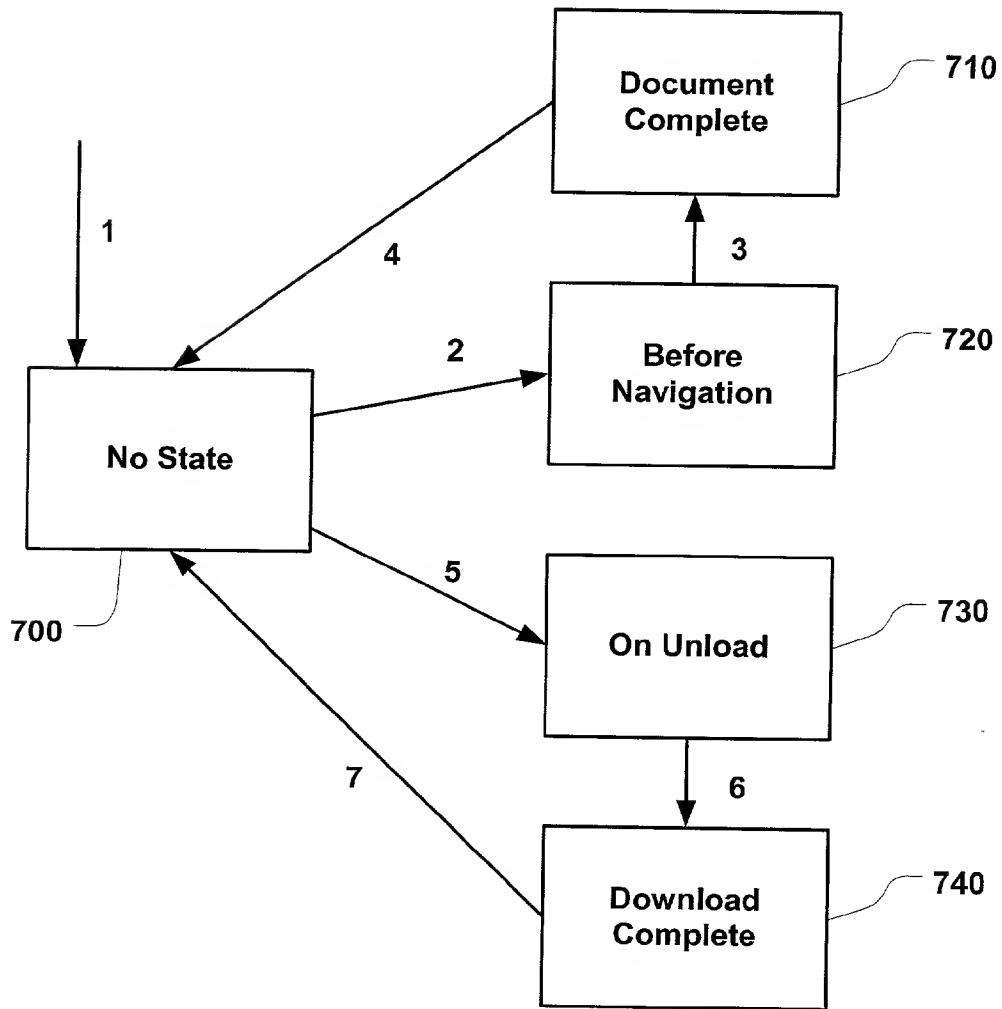 Document
Complete
710
1
4
3
2
Before
Navigation
720
No State
700
5
On Unload
730
7
6
Download
Complete
740